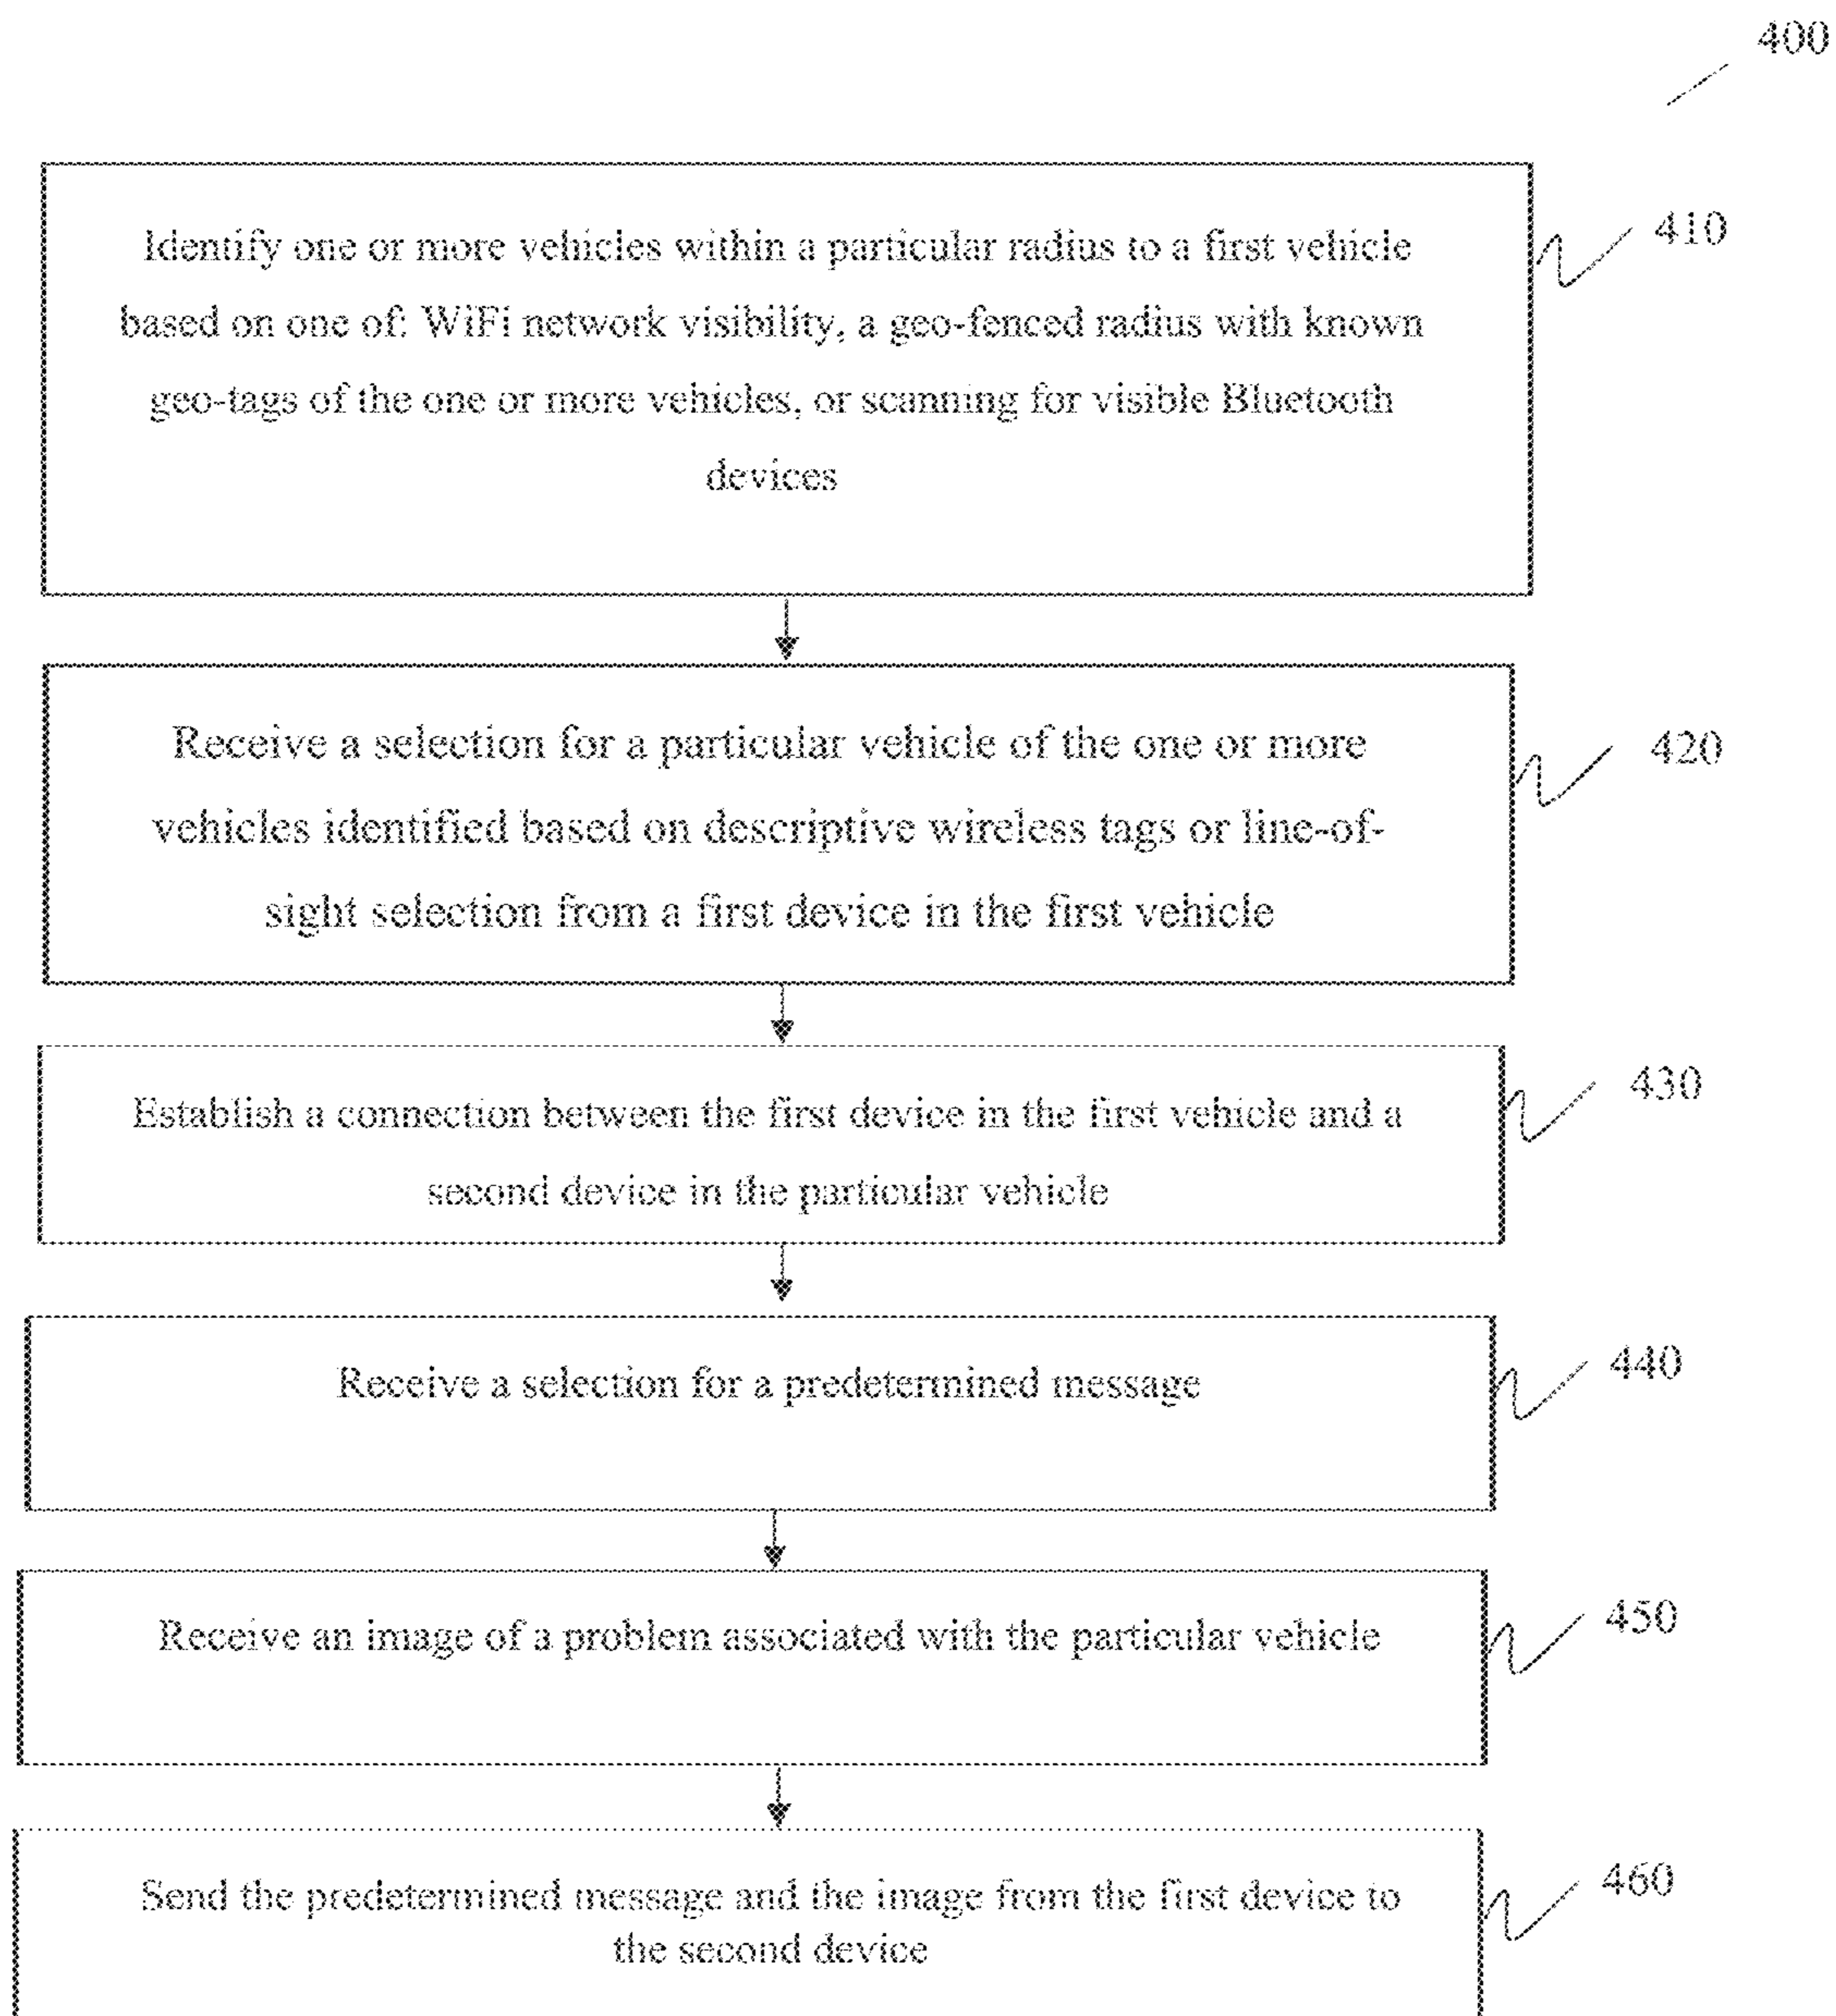 400
Identify one or more vehicles within a particular radius to a first vehicle
based on one of: WiFi network visibility, a geo-fenced radius with known
geo-tags of the one or more vehicles, or scanning for visible Bluetooth
devices
410
Receive a selection for a particular vehicle of the one or more
vehicles identified based on descriptive wireless tags or line-of-
sight selection from a first device in the first vehicle
420
Establish a connection between the first device in the first vehicle and a
second device in the particular vehicle
430
Receive a selection for a predetermined message
440
Receive an image of a problem associated with the particular vehicle
450
Send the predetermined message and the image from the first device to
the second device
460